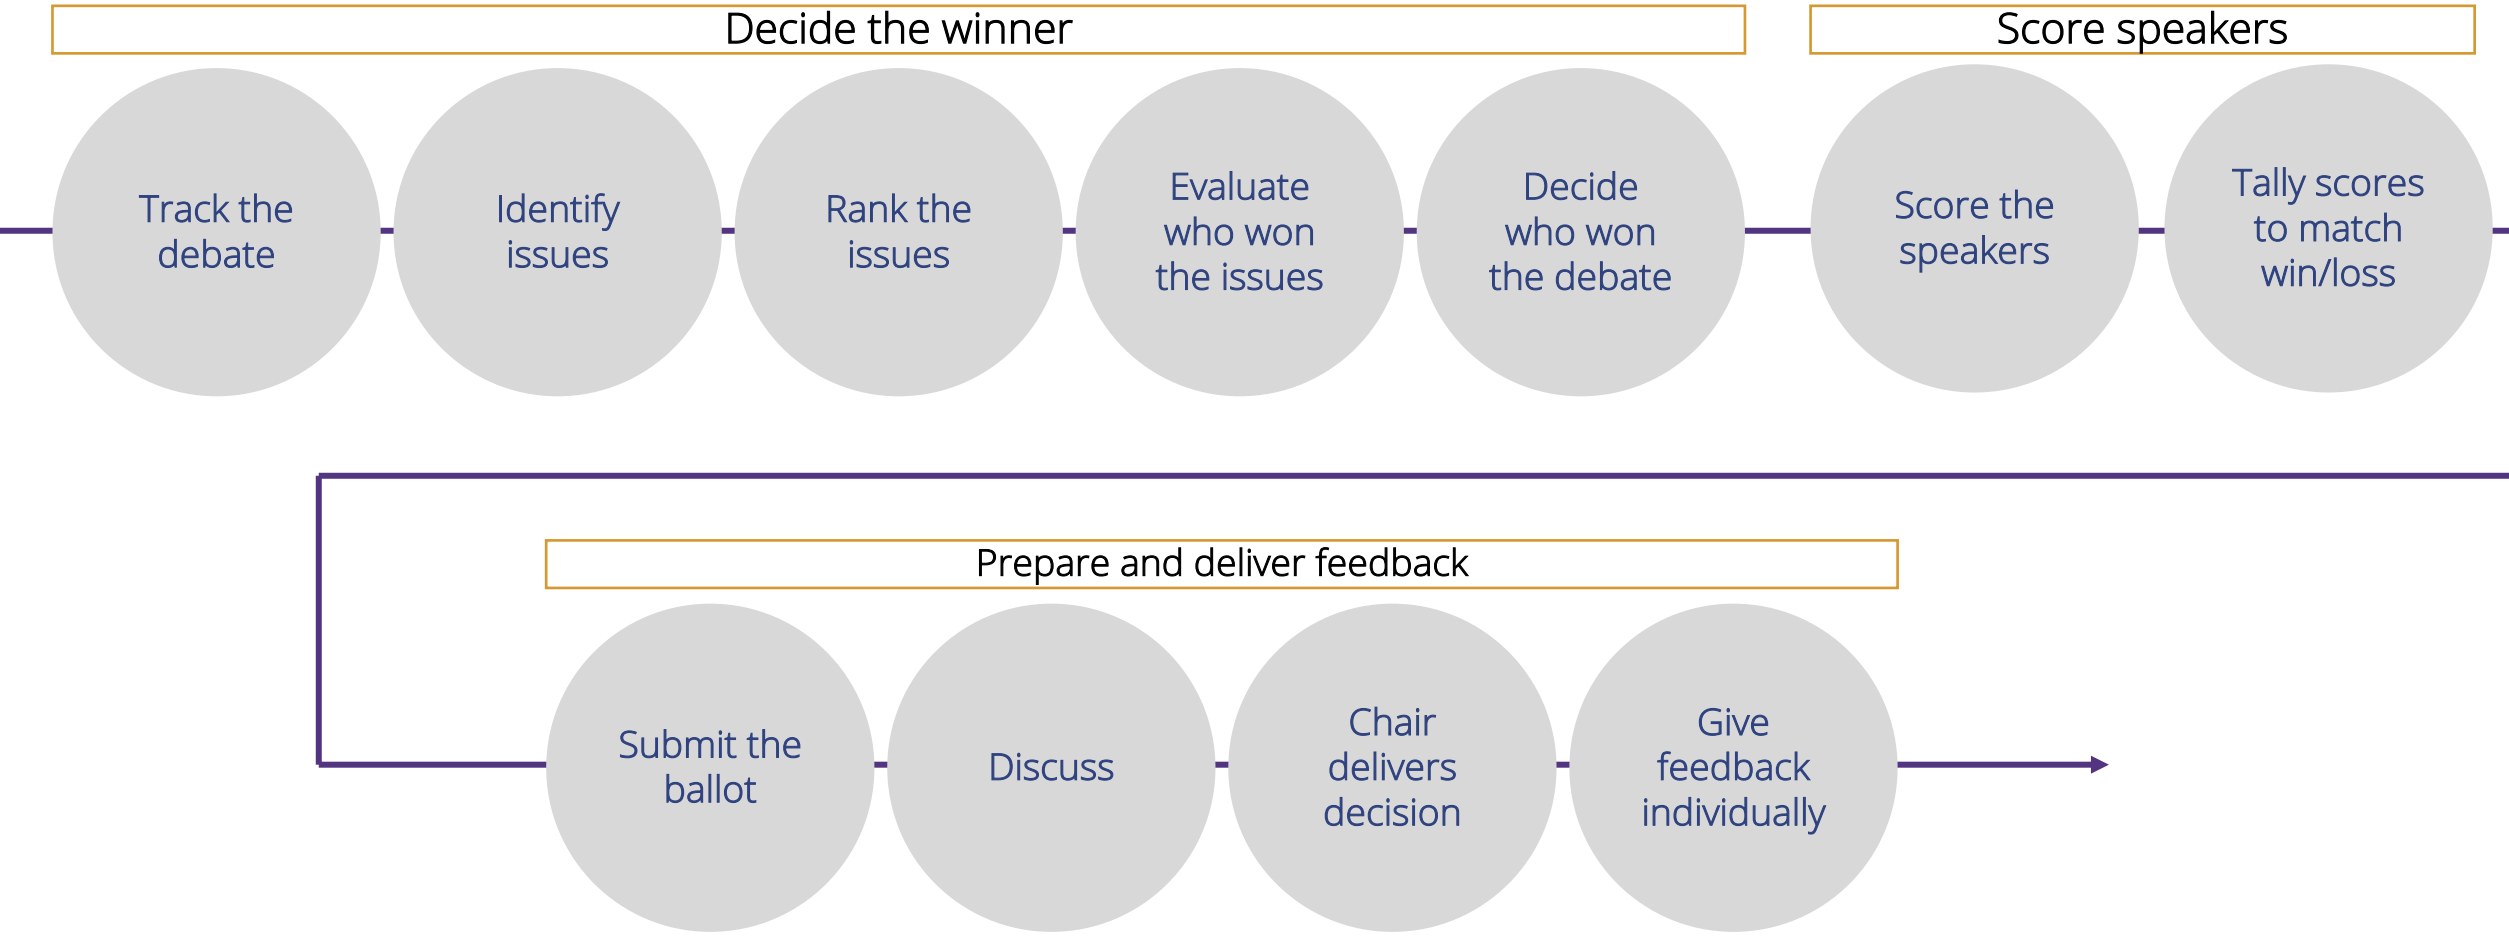 Decide the winner
Score speakers
Track the
debate
Identify
issues
Rank the
issues
Evaluate
who won
the issues
Decide
who won
the debate
Score the
speakers
Tally scores
to match
win/loss
Prepare and deliver feedback
Submit the
ballot
Discuss
Chair
delivers
decision
Give
feedback
individually